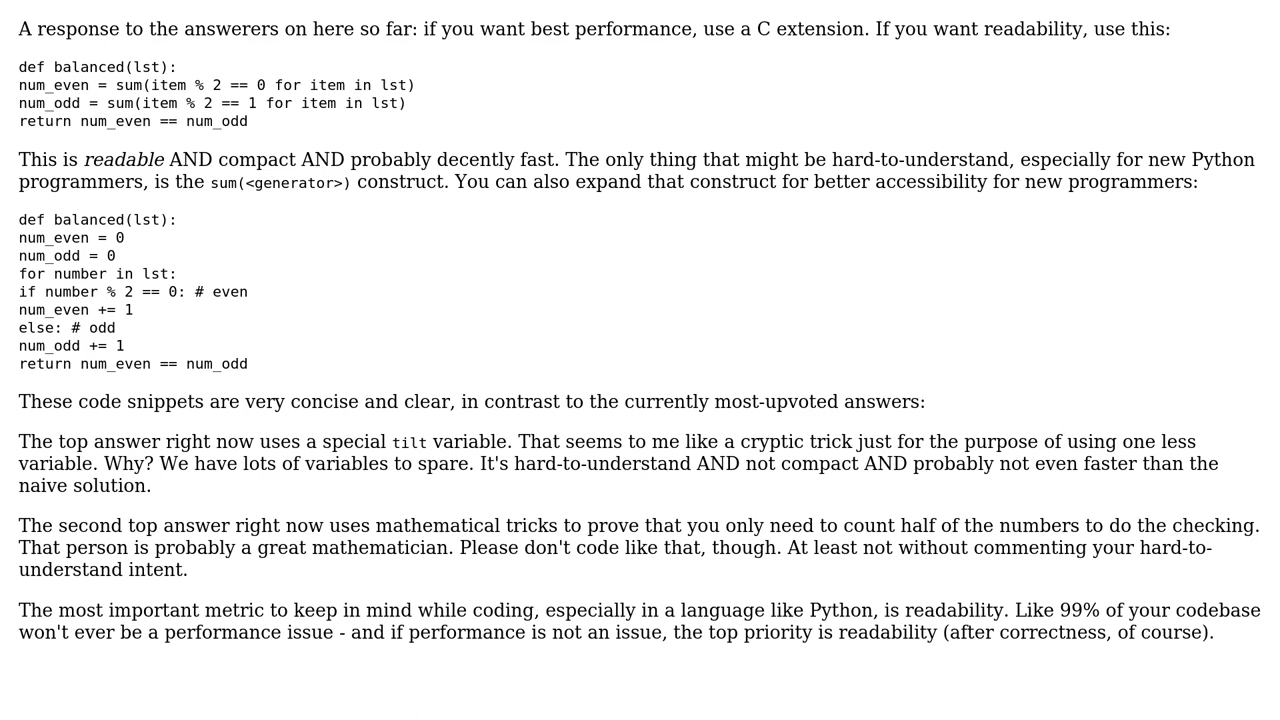 A response to the answerers on here so far: if you want best performance, use a C extension. If you want readability, use this:
def balanced(lst):
num_even = sum(item % 2 == 0 for item in lst)
num_odd = sum(item % 2 == 1 for item in lst)
return num_even == num_odd
This is readable AND compact AND probably decently fast. The only thing that might be hard-to-understand, especially for new Python
programmers, is the sum(<generator>) construct. You can also expand that construct for better accessibility for new programmers:
def balanced(lst):
num_even = 0
num_odd = 0
for number in lst:
if number % 2 == 0: # even
num_even += 1
else: # odd
num_odd += 1
return num_even == num_odd
These code snippets are very concise and clear, in contrast to the currently most-upvoted answers:
The top answer right now uses a special tilt variable. That seems to me like a cryptic trick just for the purpose of using one less
variable. Why? We have lots of variables to spare. It's hard-to-understand AND not compact AND probably not even faster than the
naive solution.
The second top answer right now uses mathematical tricks to prove that you only need to count half of the numbers to do the checking.
That person is probably a great mathematician. Please don't code like that, though. At least not without commenting your hard-to-
understand intent.
The most important metric to keep in mind while coding, especially in a language like Python, is readability. Like 99% of your codebase
won't ever be a performance issue - and if performance is not an issue, the top priority is readability (after correctness, of course).